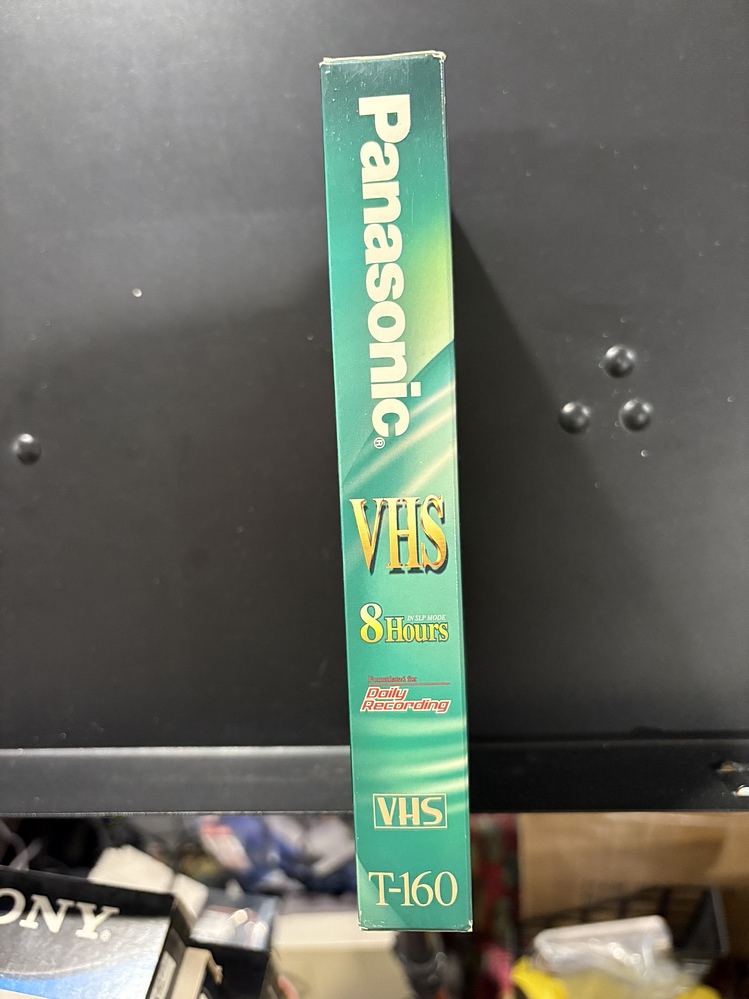 Panasonic®
VHS
8 Hours
IN SLP MODE
Formulated for
Daily
Recording
VHS
T-160
ONY